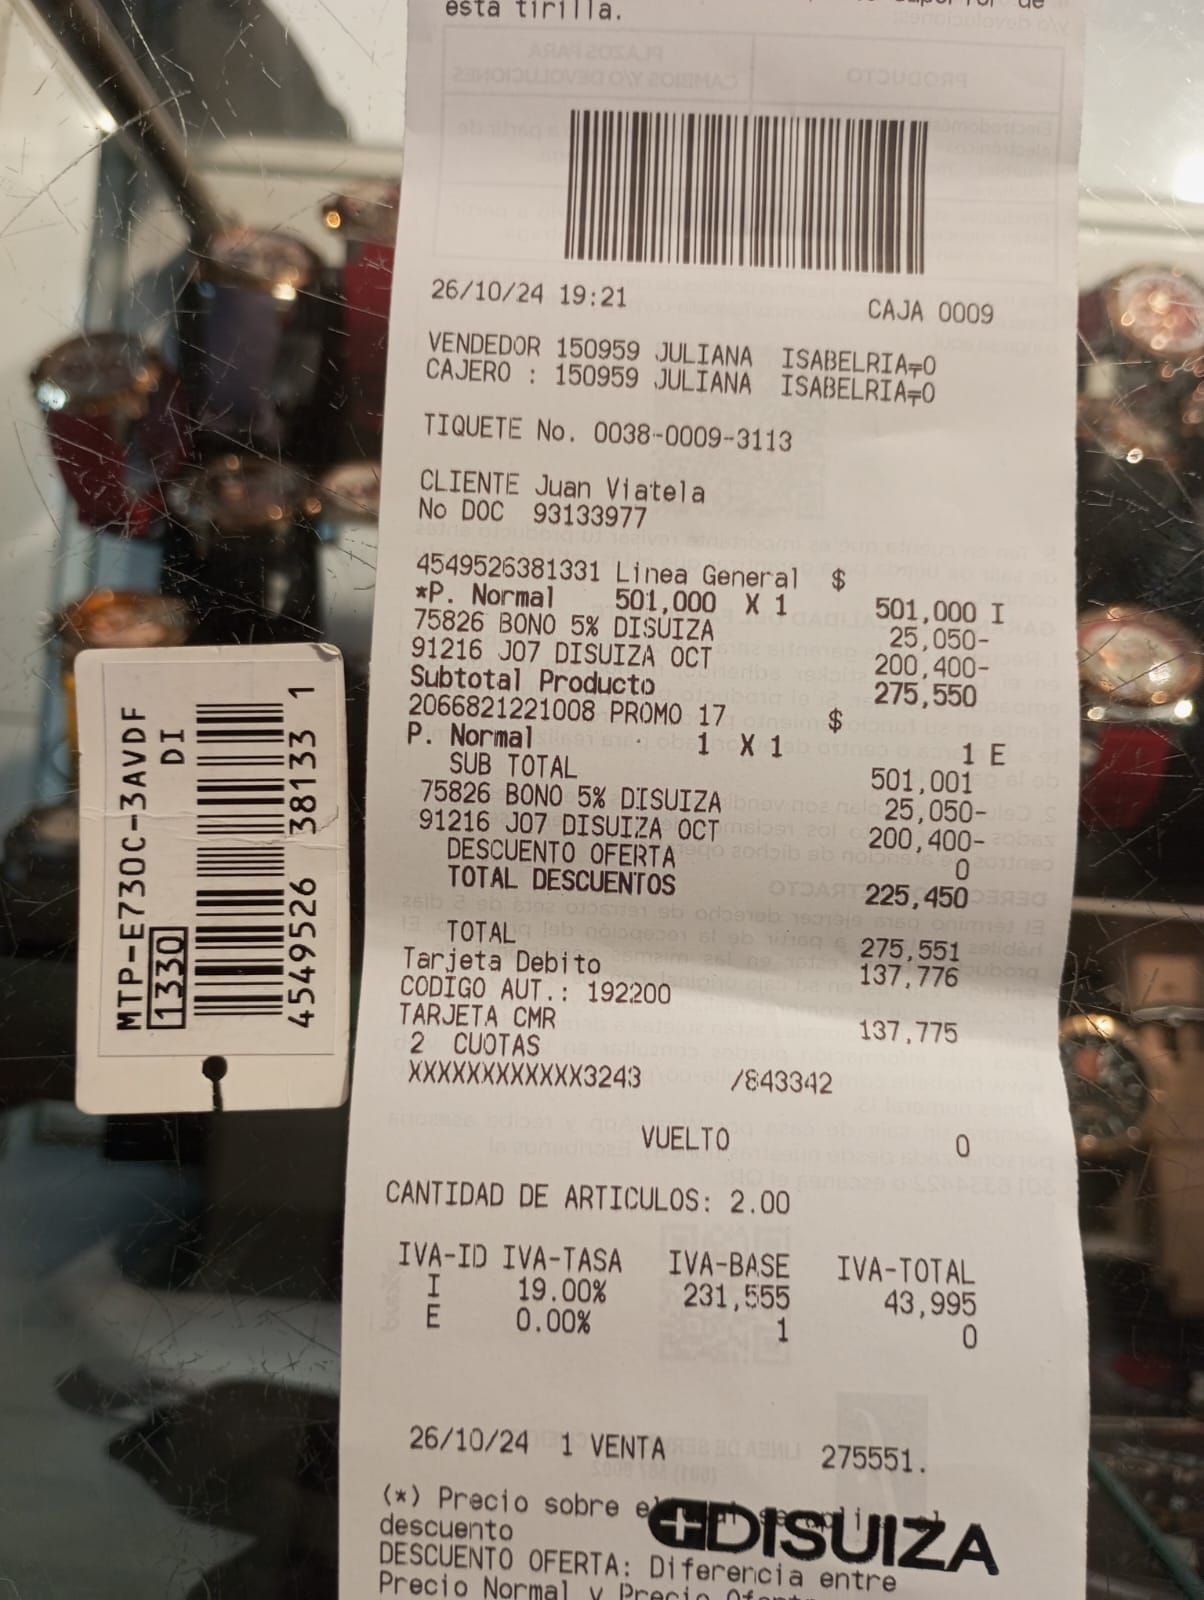 esta tirilla.
26/10/24 19:21 CAJA 0009
VENDEDOR 150959 JULIANA ISABELRIA╤O
CAJERO : 150959 JULIANA ISABELRIA╤O
TIQUETE No. 0038-0009-3113
CLIENTE Juan Viatela
No DOC 93133977
4549526381331 Linea General $
*P. Normal 501,000 X 1 501,000 I
75826 BONO 5% DISUIZA 25,050-
91216 J07 DISUIZA OCT 200,400-
Subtotal Producto 275,550
2066821221008 PROMO 17 $
P. Normal 1 X 1 1 E
SUB TOTAL 501,001
75826 BONO 5% DISUIZA 25,050-
91216 J07 DISUIZA OCT 200,400-
DESCUENTO OFERTA 0
TOTAL DESCUENTOS 225,450
TOTAL 275,551
Tarjeta Debito 137,776
CODIGO AUT.: 192200
TARJETA CMR 137,775
2 CUOTAS
XXXXXXXXXXXX3243 /843342
VUELTO 0
CANTIDAD DE ARTICULOS: 2.00
IVA-ID IVA-TASA IVA-BASE IVA-TOTAL
I 19.00% 231,555 43,995
E 0.00% 1 0
26/10/24 1 VENTA 275551.
(*) Precio sobre el
descuento
DISUIZA
DESCUENTO OFERTA: Diferencia entre
Precio Normal y Precio
MTP-E730C-3AVDF
DI
1330
4549526 38133 1